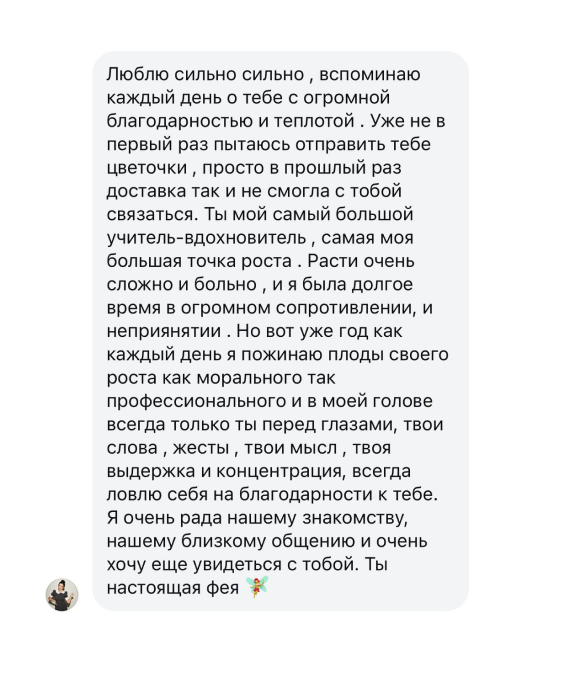 Люблю сильно сильно , вспоминаю
каждый день о тебе с огромной
благодарностью и теплотой . Уже не в
первый раз пытаюсь отправить тебе
цветочки , просто в прошлый раз
доставка так и не смогла с тобой
связаться. Ты мой самый большой
учитель-вдохновитель , самая моя
большая точка роста . Расти очень
сложно и больно , и я была долгое
время в огромном сопротивлении, и
неприянятии . Но вот уже год как
каждый день я пожинаю плоды своего
роста как морального так
профессионального и в моей голове
всегда только ты перед глазами, твои
слова , жесты , твои мысл , твоя
выдержка и концентрация, всегда
ловлю себя на благодарности к тебе.
Я очень рада нашему знакомству,
нашему близкому общению и очень
хочу еще увидеться с тобой. Ты
настоящая фея 🧚